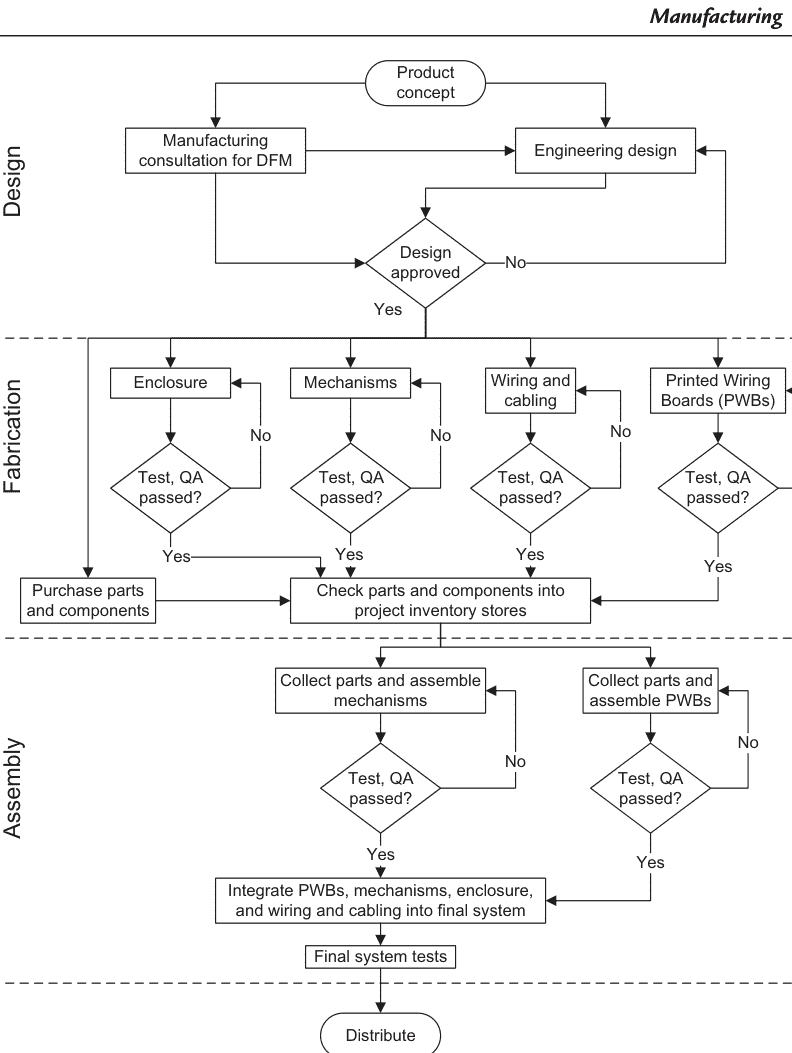 Manufacturing
Product
concept
Manufacturing
consultation for DFM
Engineering design
Design
Design
approved
No
Yes
Enclosure
Mechanisms
Wiring and
cabling
Printed Wiring
Boards (PWBs)
Fabrication
No
No
No
Test, QA
passed?
Test, QA
passed?
Test, QA
passed?
Test, QA
passed?
Yes
Yes
Yes
Yes
Purchase parts
and components
Check parts and components into
project inventory stores
Collect parts and assemble
mechanisms
Collect parts and
assemble PWBs
Assembly
No
No
Test, QA
passed?
Test, QA
passed?
Yes
Yes
Integrate PWBs, mechanisms, enclosure,
and wiring and cabling into final system
Final system tests
Distribute